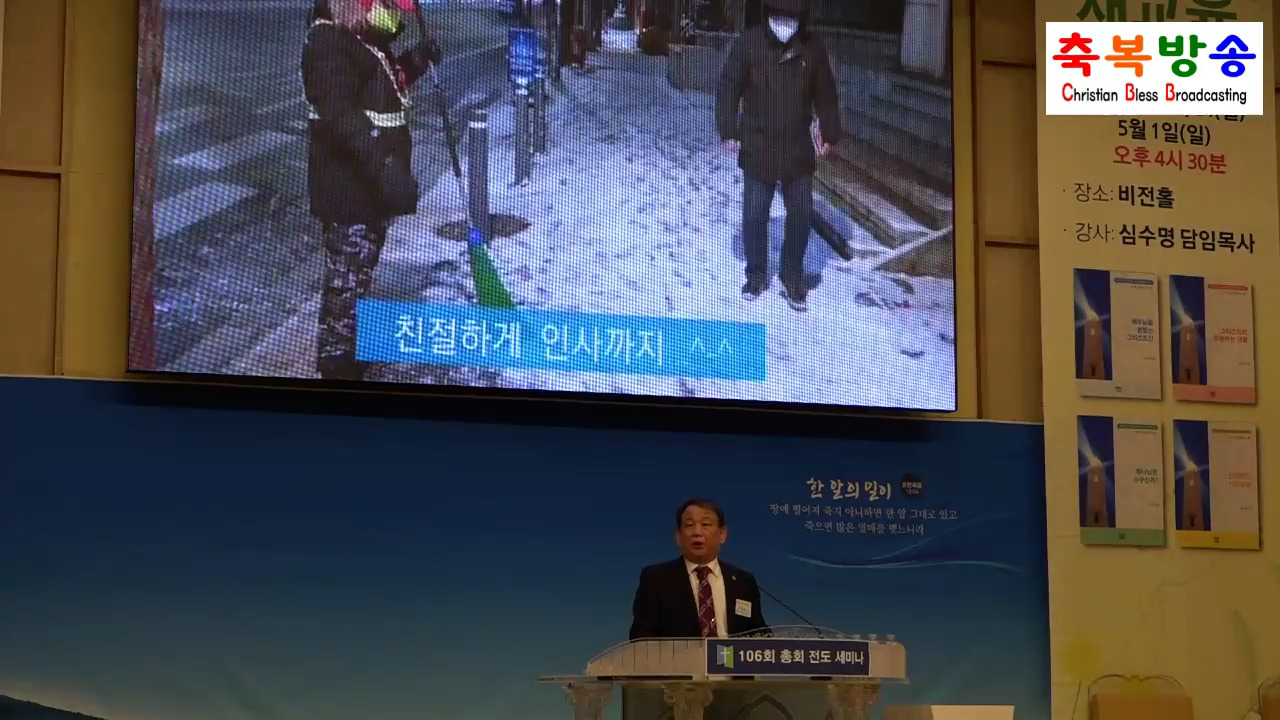 축복방송
Christian Bless Broadcasting
새교육
5월 1일(일)
오후 4시 30분
· 장소: 비전홀
· 강사: 심수명 담임목사
친절하게 인사까지
한 알의 밀이
땅에 떨어져 죽지 아니하면 한 알 그대로 있고
죽으면 많은 열매를 맺느니라
106회 총회 전도 세미나